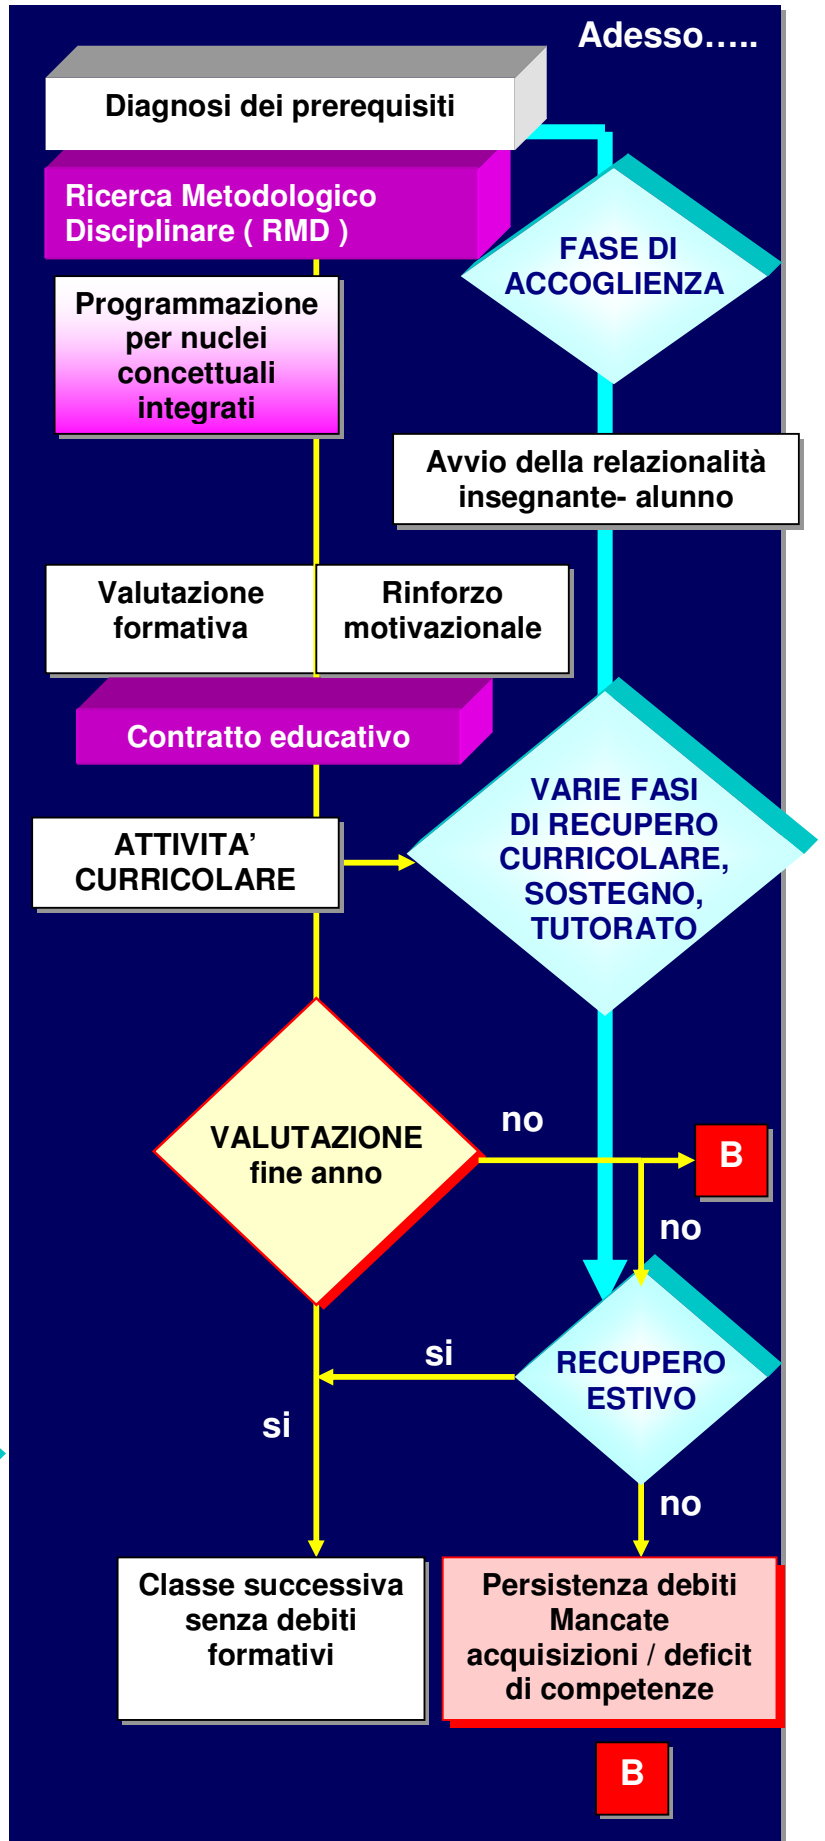 Adesso…..
Diagnosi dei prerequisiti
Ricerca Metodologico
Disciplinare ( RMD )
FASE DI
ACCOGLIENZA
Programmazione
per nuclei
concettuali
integrati
Avvio della relazionalità
insegnante- alunno
Valutazione
formativa
Rinforzo
motivazionale
Contratto educativo
VARIE FASI
DI RECUPERO
CURRICOLARE,
SOSTEGNO,
TUTORATO
ATTIVITA’
CURRICOLARE
VALUTAZIONE
fine anno
no
B
no
RECUPERO
ESTIVO
si
si
no
Classe successiva
senza debiti
formativi
Persistenza debiti
Mancate
acquisizioni / deficit
di competenze
B